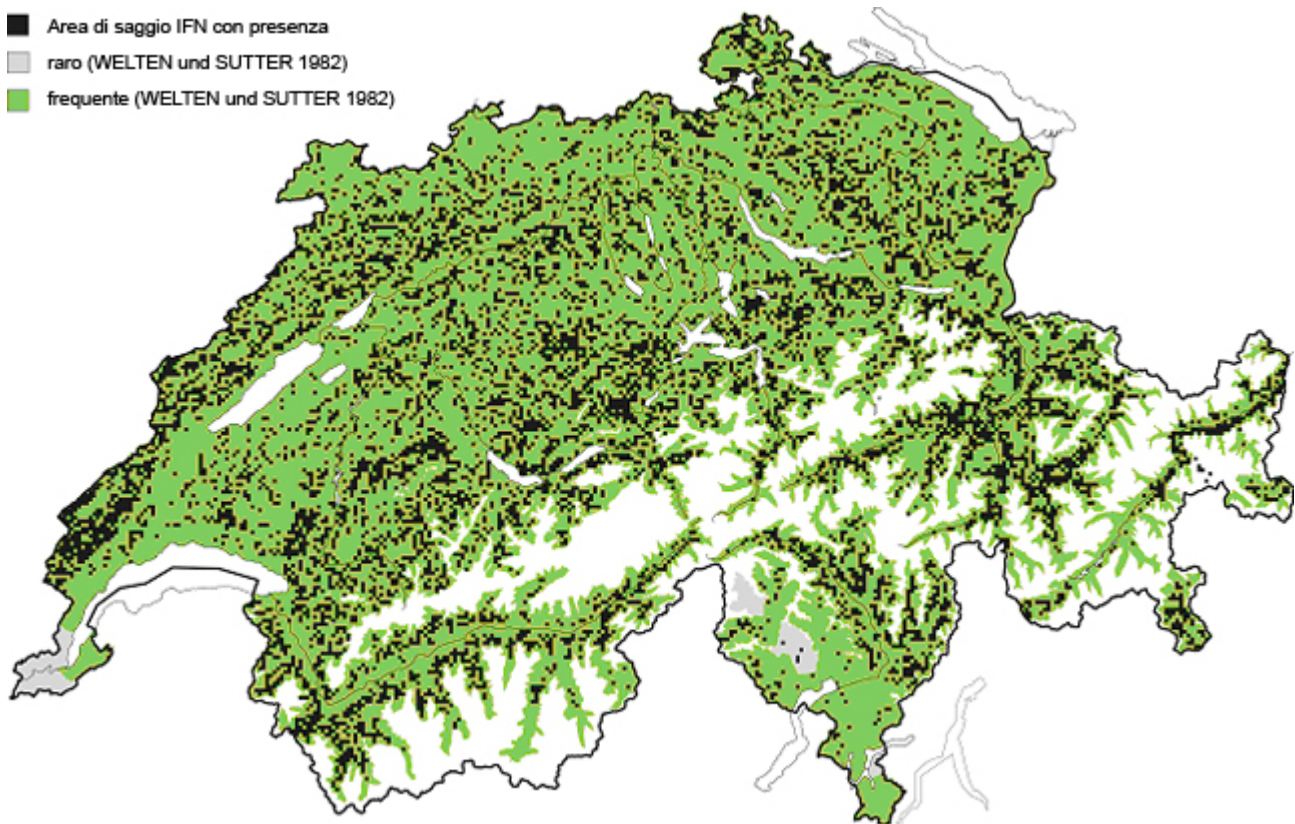 Area di saggio IFN con presenza
raro (WELTEN und SUTTER 1982)
frequente (WELTEN und SUTTER 1982)